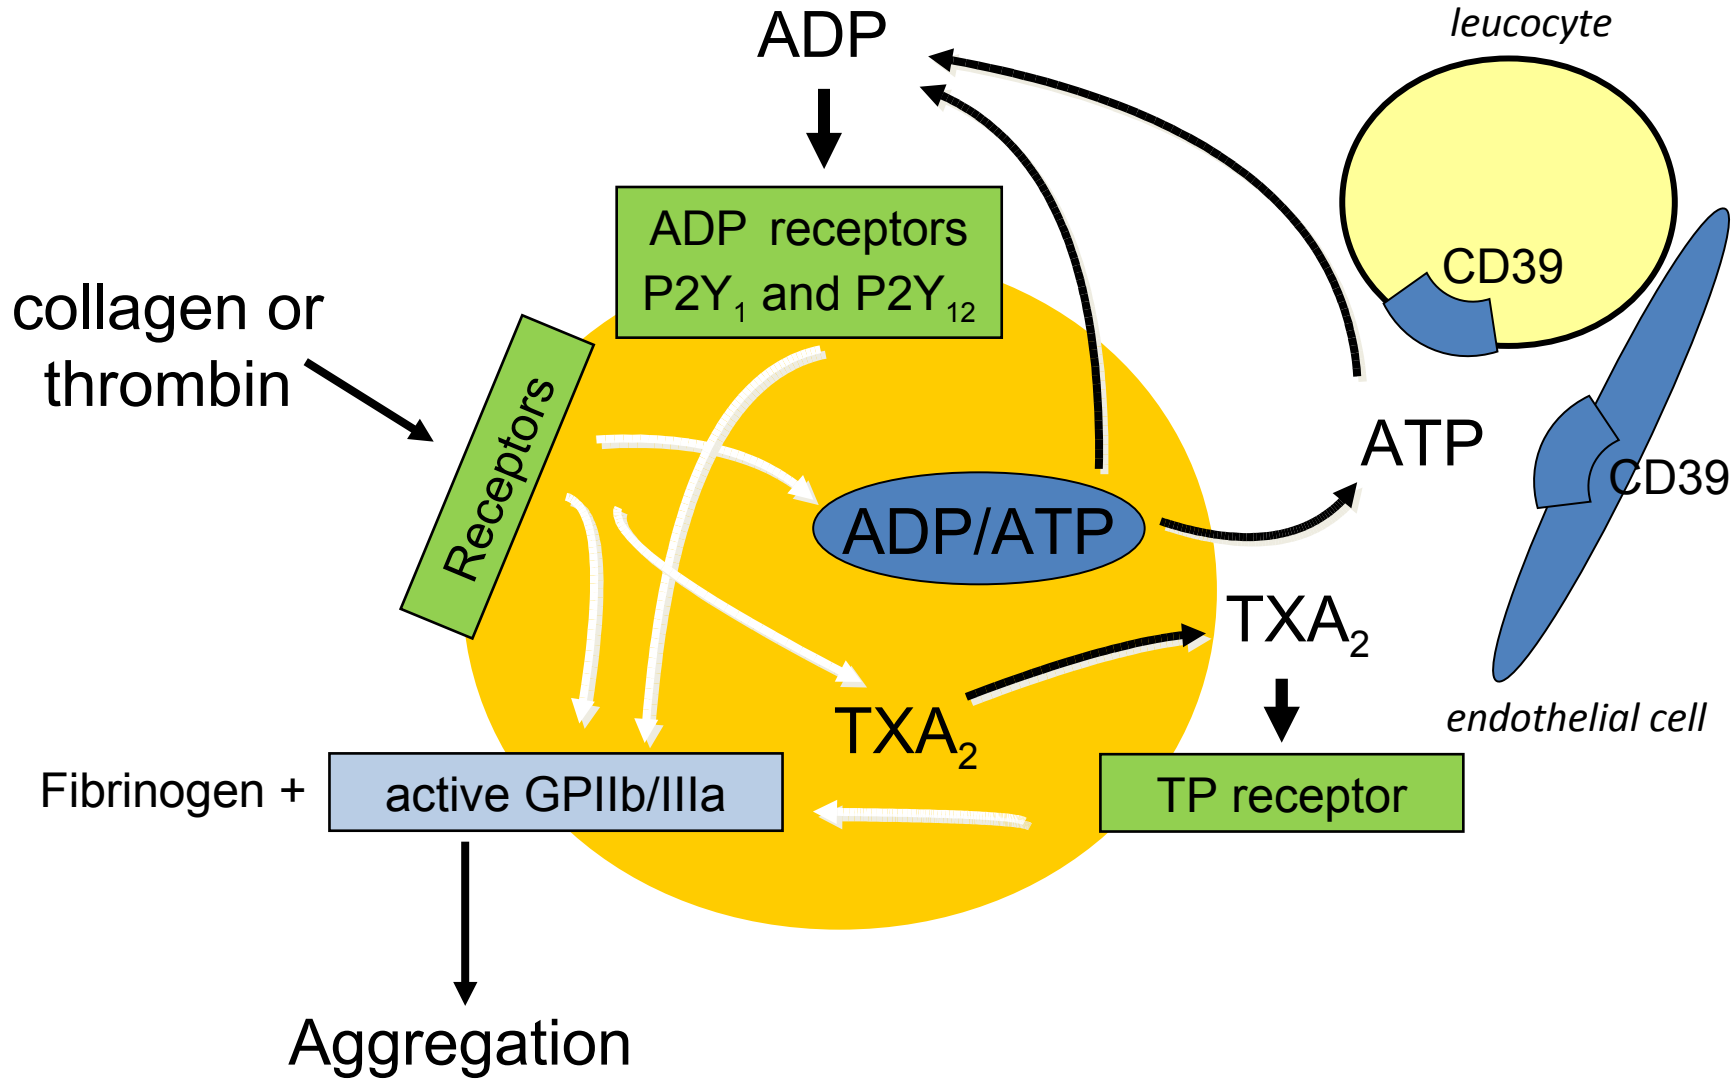 ADP
leucocyte
ADP receptors
P2Y₁ and P2Y₁₂
CD39
collagen or
thrombin
Receptors
ATP
CD39
ADP/ATP
TXA₂
TXA₂
endothelial cell
Fibrinogen +
active GPIIb/IIIa
TP receptor
Aggregation